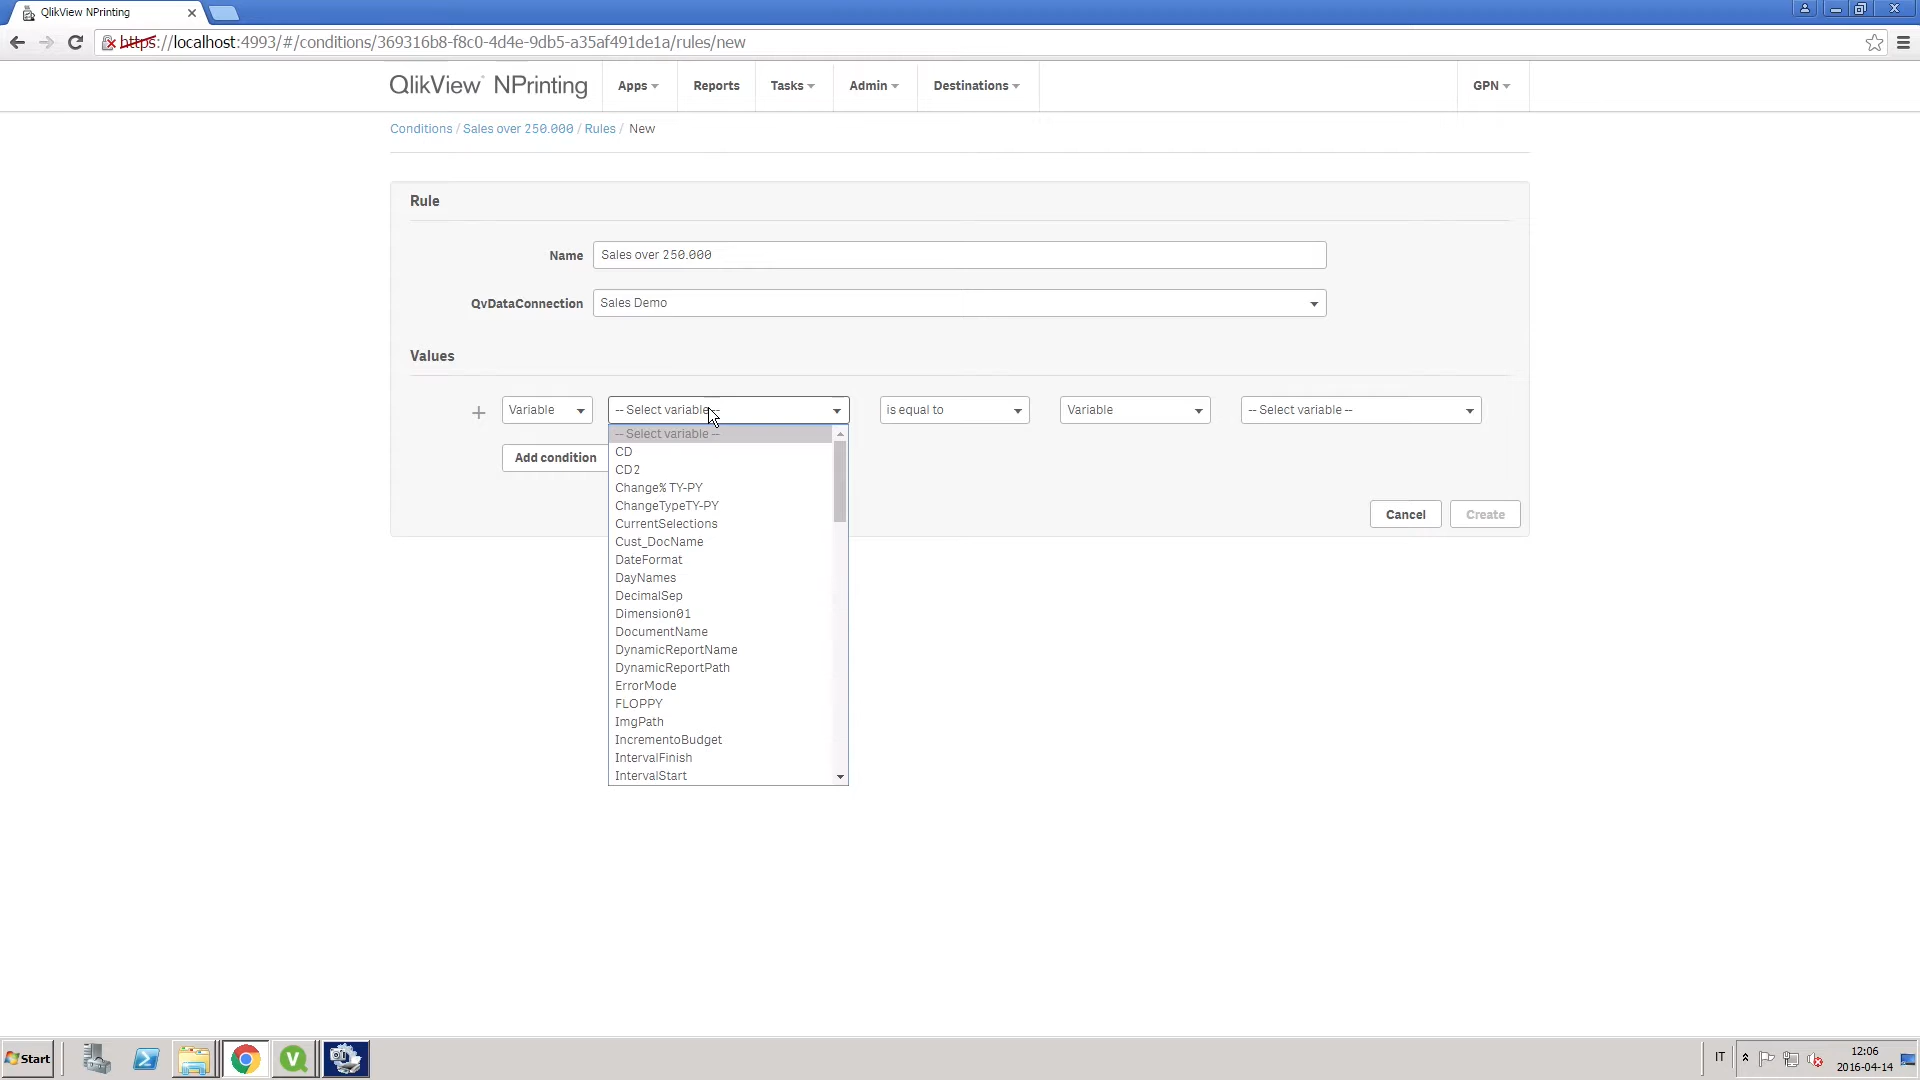 QlikView NPrinting
https://localhost:4993/#/conditions/369316b8-f8c0-4d4e-9db5-a35af491de1a/rules/new
QlikView NPrinting Apps Reports Tasks Admin Destinations GPN
Conditions / Sales over 250.000 / Rules / New
Rule
Name Sales over 250.000
QvDataConnection Sales Demo
Values
+ Variable -- Select variable -- is equal to Variable -- Select variable --
-- Select variable --
CD
Add condition
CD2
Change% TY-PY
ChangeTypeTY-PY
Cancel Create
CurrentSelections
Cust_DocName
DateFormat
DayNames
DecimalSep
Dimension01
DocumentName
DynamicReportName
DynamicReportPath
ErrorMode
FLOPPY
ImgPath
IncrementoBudget
IntervalFinish
IntervalStart
Start IT 12:06
2016-04-14